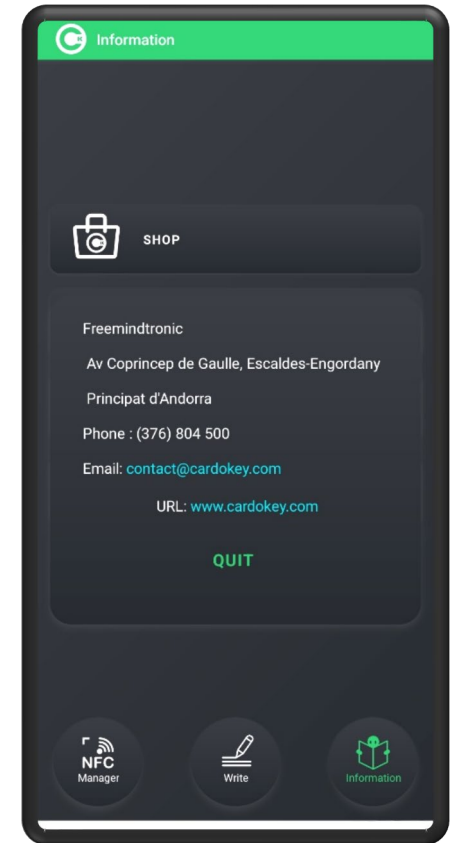 Information
SHOP
Freemindtronic
Av Coprincep de Gaulle, Escaldes-Engordany
Principat d'Andorra
Phone : (376) 804 500
Email: contact@cardokey.com
URL: www.cardokey.com
QUIT
NFC
Manager
Write
Information